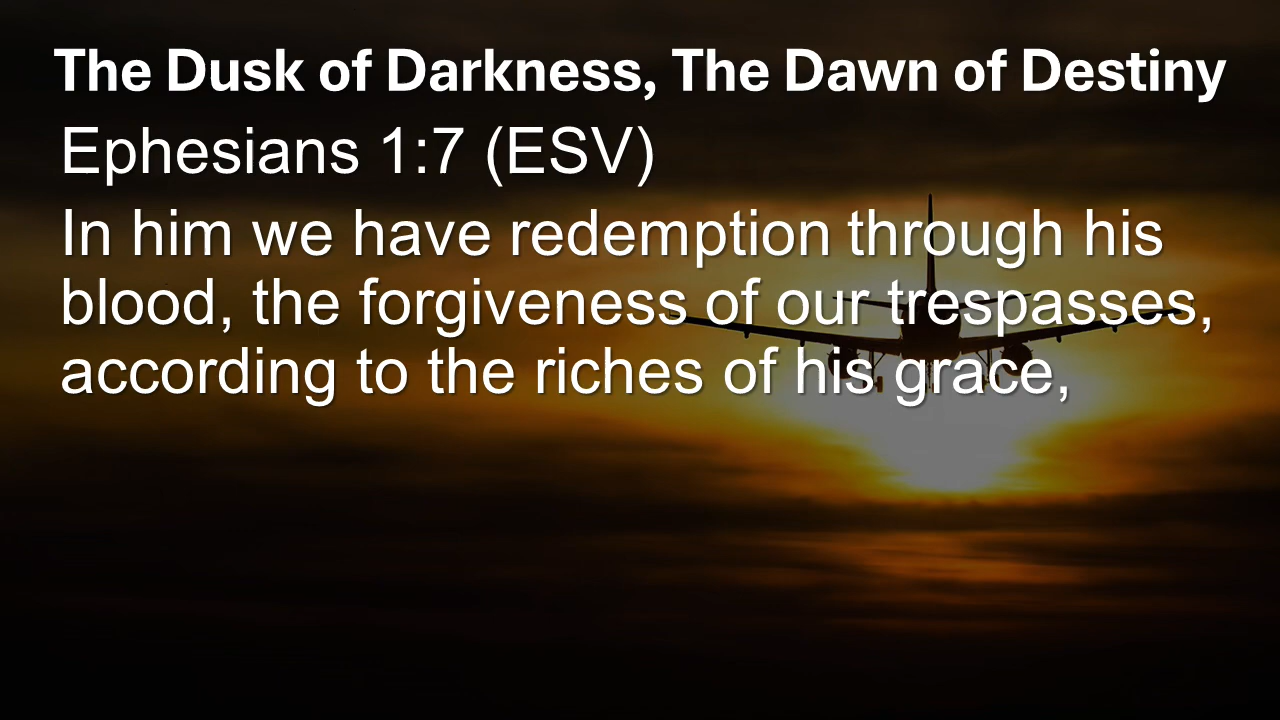 The Dusk of Darkness, The Dawn of Destiny
Ephesians 1:7 (ESV)
In him we have redemption through his
blood, the forgiveness of our trespasses,
according to the riches of his grace,